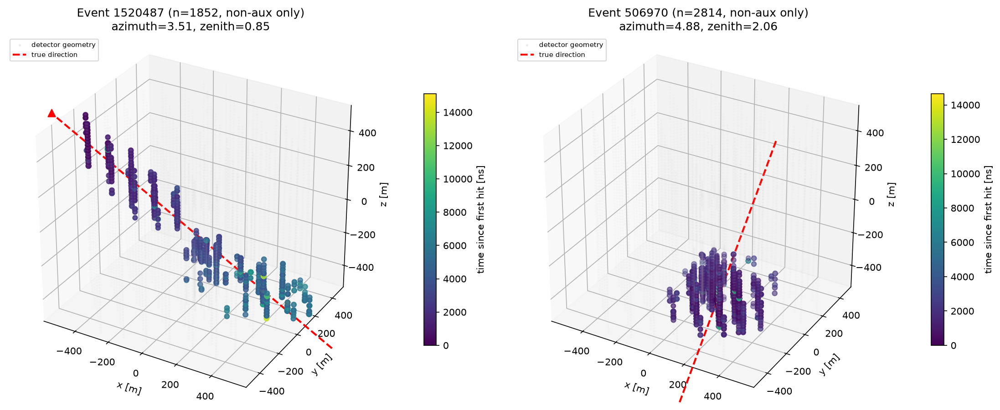 Event 1520487 (n=1852, non-aux only)
azimuth=3.51, zenith=0.85
detector geometry
true direction
400
200
0
−200
−400
z [m]
−400
−200
0
200
400
x [m]
400
200
0
−200
−400
y [m]
14000
12000
10000
8000
6000
4000
2000
0
time since first hit [ns]
Event 506970 (n=2814, non-aux only)
azimuth=4.88, zenith=2.06
detector geometry
true direction
400
200
0
−200
−400
z [m]
−400
−200
0
200
400
x [m]
400
200
0
−200
−400
y [m]
14000
12000
10000
8000
6000
4000
2000
0
time since first hit [ns]